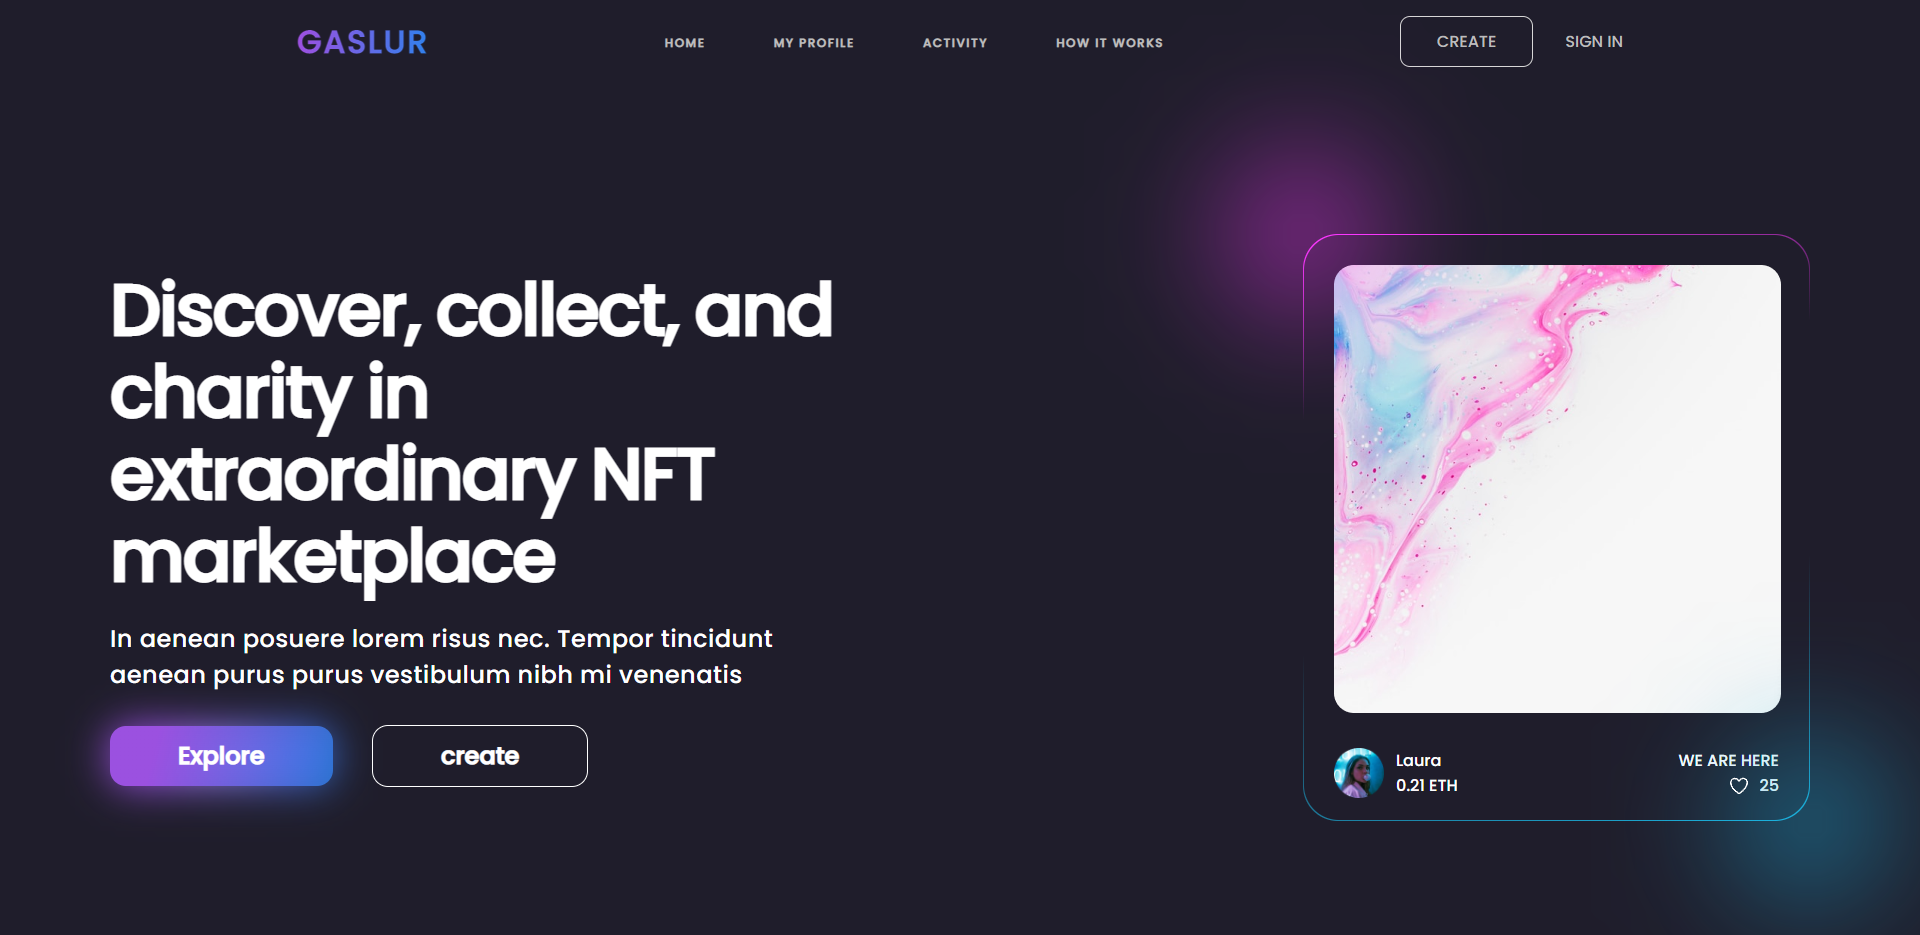 GASLUR
HOME MY PROFILE ACTIVITY HOW IT WORKS
CREATE SIGN IN
Discover, collect, and
charity in
extraordinary NFT
marketplace
In aenean posuere lorem risus nec. Tempor tincidunt
aenean purus purus vestibulum nibh mi venenatis
Explore create
Laura
0.21 ETH
WE ARE HERE
25